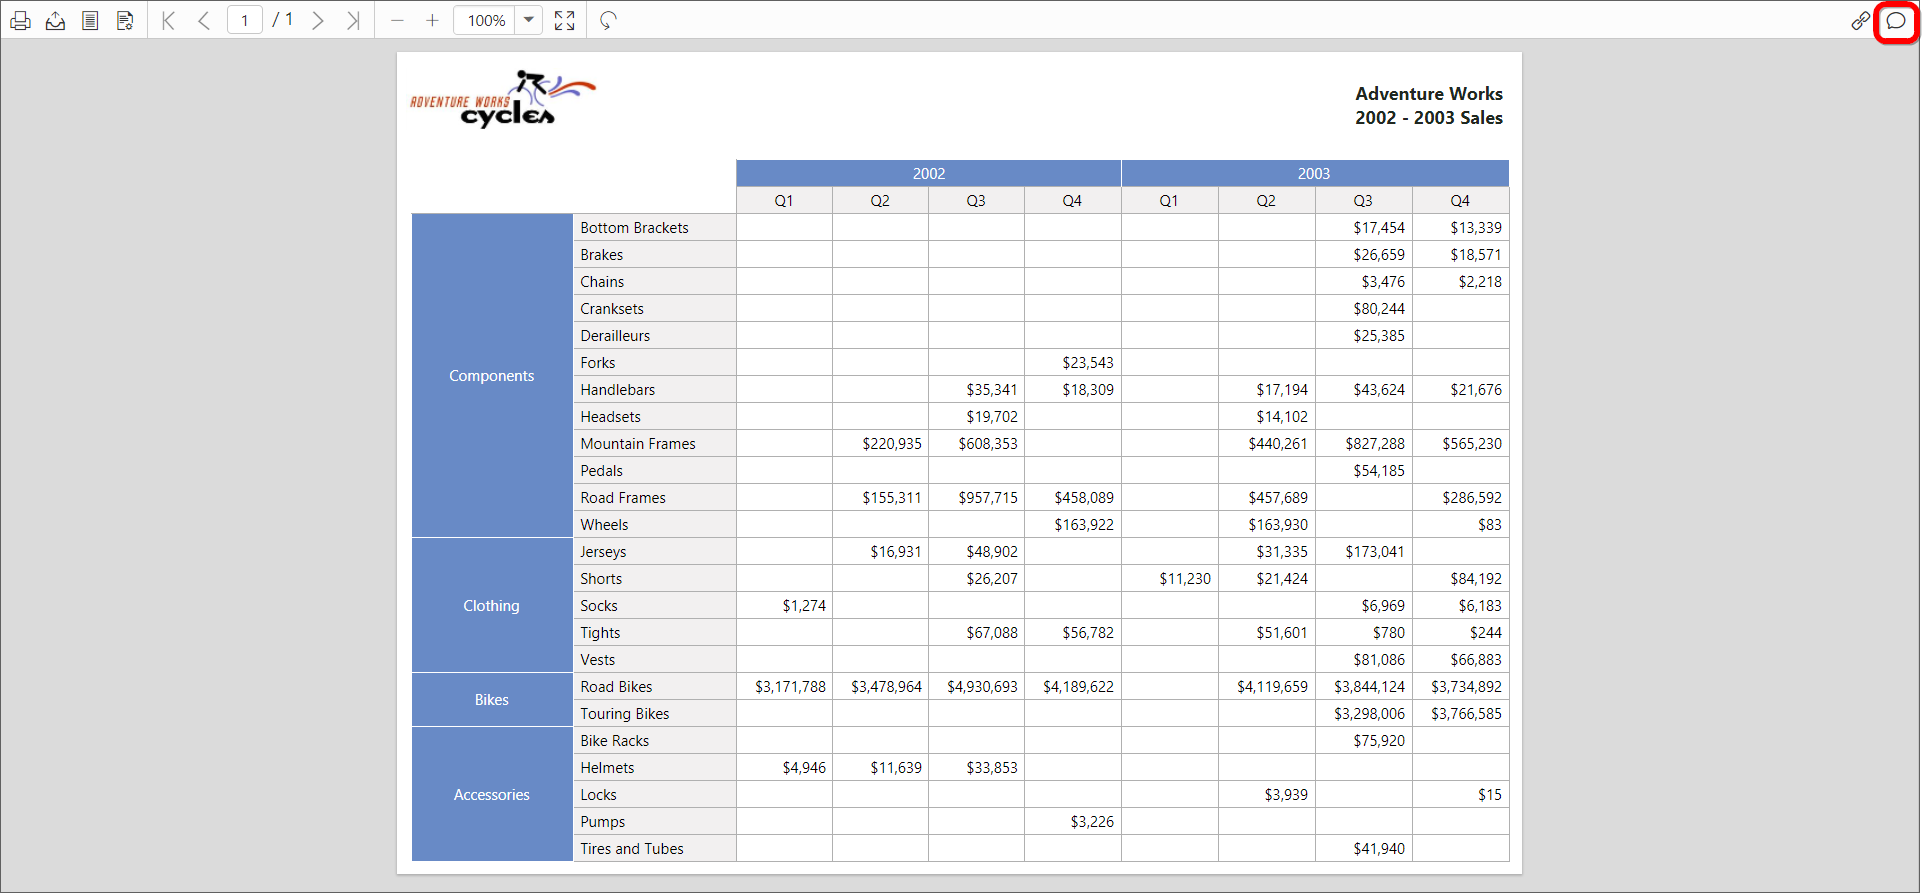 1 / 1 100%
ADVENTURE WORKS
cycles
Adventure Works
2002 - 2003 Sales
2002 2003
Q1 Q2 Q3 Q4 Q1 Q2 Q3 Q4
Components
Bottom Brackets $17,454 $13,339
Brakes $26,659 $18,571
Chains $3,476 $2,218
Cranksets $80,244
Derailleurs $25,385
Forks $23,543
Handlebars $35,341 $18,309 $17,194 $43,624 $21,676
Headsets $19,702 $14,102
Mountain Frames $220,935 $608,353 $440,261 $827,288 $565,230
Pedals $54,185
Road Frames $155,311 $957,715 $458,089 $457,689 $286,592
Wheels $163,922 $163,930 $83
Clothing
Jerseys $16,931 $48,902 $31,335 $173,041
Shorts $26,207 $11,230 $21,424 $84,192
Socks $1,274 $6,969 $6,183
Tights $67,088 $56,782 $51,601 $780 $244
Vests $81,086 $66,883
Bikes
Road Bikes $3,171,788 $3,478,964 $4,930,693 $4,189,622 $4,119,659 $3,844,124 $3,734,892
Touring Bikes $3,298,006 $3,766,585
Accessories
Bike Racks $75,920
Helmets $4,946 $11,639 $33,853
Locks $3,939 $15
Pumps $3,226
Tires and Tubes $41,940